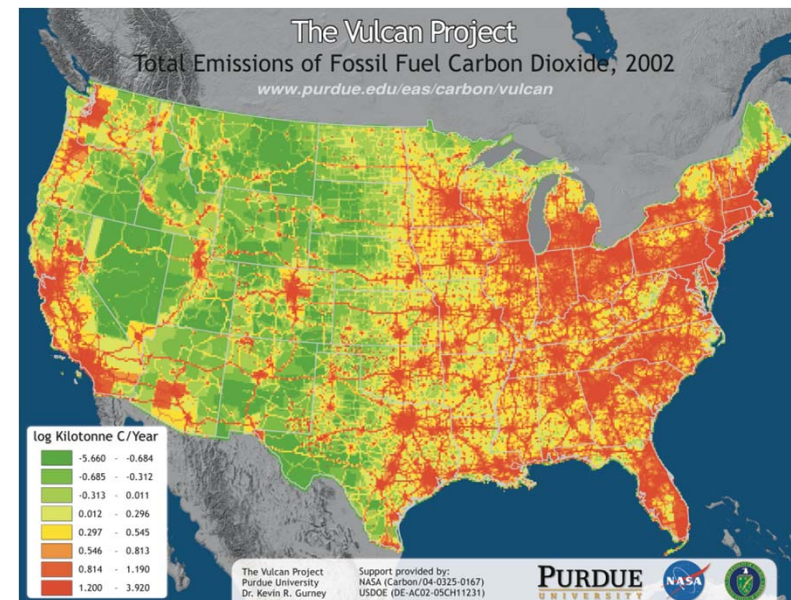 The Vulcan Project
Total Emissions of Fossil Fuel Carbon Dioxide, 2002
www.purdue.edu/eas/carbon/vulcan
log Kilotonne C/Year
-5.660 - -0.684
-0.685 - -0.312
-0.313 - 0.011
0.012 - 0.296
0.297 - 0.545
0.546 - 0.813
0.814 - 1.190
1.200 - 3.920
The Vulcan Project
Purdue University
Dr. Kevin R. Gurney
Support provided by:
NASA (Carbon/04-0325-0167)
USDOE (DE-AC02-05CH11231)
PURDUE
UNIVERSITY
NASA